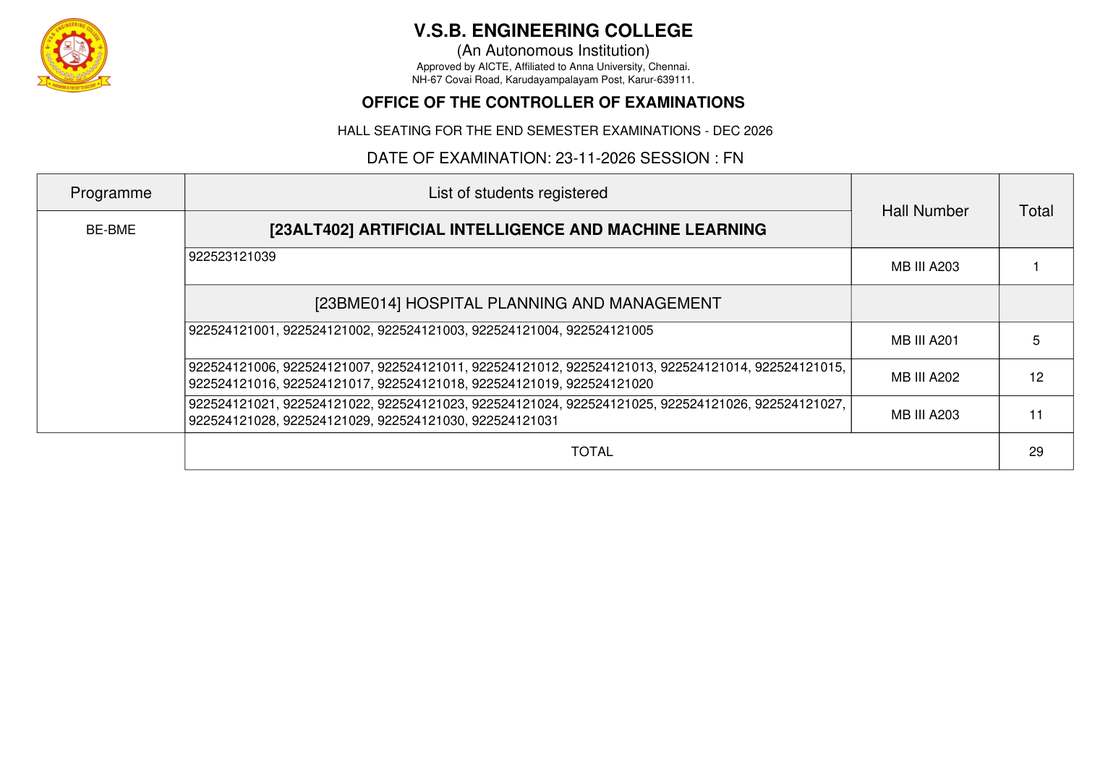 V.S.B. ENGINEERING COLLEGE
(An Autonomous Institution)
Approved by AICTE, Affiliated to Anna University, Chennai.
NH-67 Covai Road, Karudayampalayam Post, Karur-639111.
OFFICE OF THE CONTROLLER OF EXAMINATIONS
HALL SEATING FOR THE END SEMESTER EXAMINATIONS - DEC 2026
DATE OF EXAMINATION: 23-11-2026 SESSION : FN
Programme List of students registered Hall Number Total
BE-BME [23ALT402] ARTIFICIAL INTELLIGENCE AND MACHINE LEARNING
922523121039 MB III A203 1
[23BME014] HOSPITAL PLANNING AND MANAGEMENT
922524121001, 922524121002, 922524121003, 922524121004, 922524121005 MB III A201 5
922524121006, 922524121007, 922524121011, 922524121012, 922524121013, 922524121014, 922524121015,
922524121016, 922524121017, 922524121018, 922524121019, 922524121020 MB III A202 12
922524121021, 922524121022, 922524121023, 922524121024, 922524121025, 922524121026, 922524121027,
922524121028, 922524121029, 922524121030, 922524121031 MB III A203 11
TOTAL 29